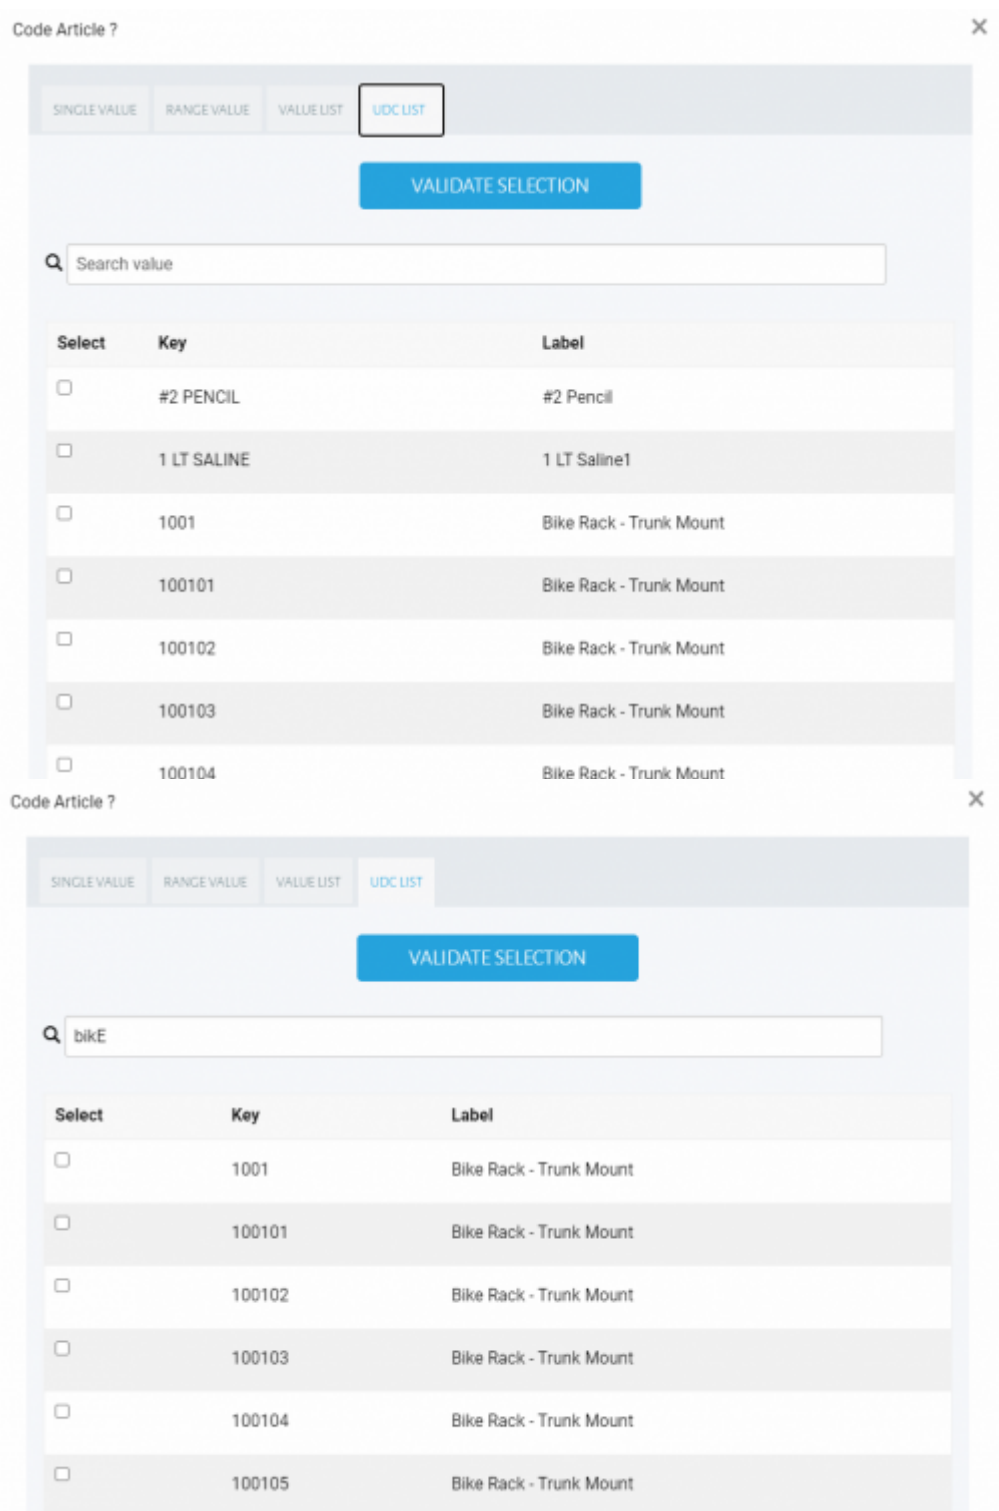 Code Article ?
SINGLE VALUE RANGE VALUE VALUE LIST UDC LIST
VALIDATE SELECTION
Search value
Select Key Label
#2 PENCIL #2 Pencil
1 LT SALINE 1 LT Saline1
1001 Bike Rack - Trunk Mount
100101 Bike Rack - Trunk Mount
100102 Bike Rack - Trunk Mount
100103 Bike Rack - Trunk Mount
100104 Bike Rack - Trunk Mount
Code Article ?
SINGLE VALUE RANGE VALUE VALUE LIST UDC LIST
VALIDATE SELECTION
bikE
Select Key Label
1001 Bike Rack - Trunk Mount
100101 Bike Rack - Trunk Mount
100102 Bike Rack - Trunk Mount
100103 Bike Rack - Trunk Mount
100104 Bike Rack - Trunk Mount
100105 Bike Rack - Trunk Mount